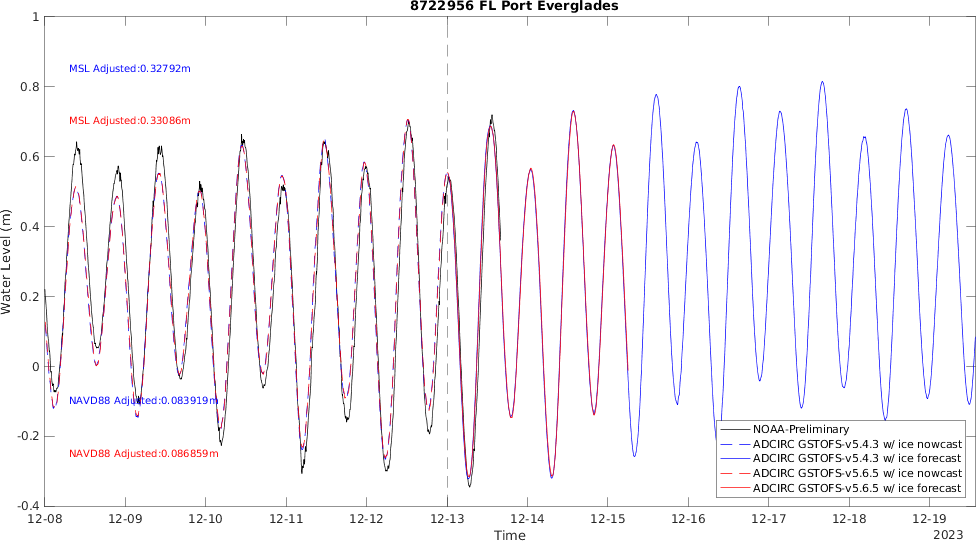 8722956 FL Port Everglades
1
0.8
0.6
0.4
0.2
0
-0.2
-0.4
Water Level (m)
MSL Adjusted:0.32792m
MSL Adjusted:0.33086m
NAVD88 Adjusted:0.083919m
NAVD88 Adjusted:0.086859m
NOAA-Preliminary
ADCIRC GSTOFS-v5.4.3 w/ ice nowcast
ADCIRC GSTOFS-v5.4.3 w/ ice forecast
ADCIRC GSTOFS-v5.6.5 w/ ice nowcast
ADCIRC GSTOFS-v5.6.5 w/ ice forecast
12-08 12-09 12-10 12-11 12-12 12-13 12-14 12-15 12-16 12-17 12-18 12-19
Time
2023